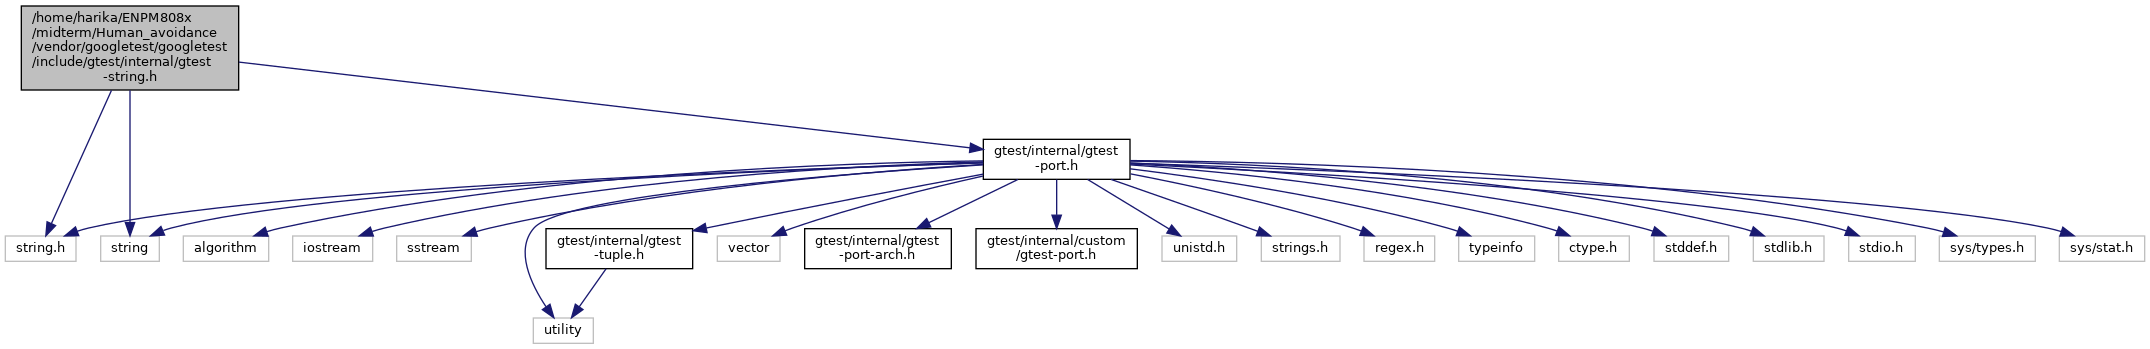 /home/harika/ENPM808x
/midterm/Human_avoidance
/vendor/googletest/googletest
/include/gtest/internal/gtest
-string.h
gtest/internal/gtest
-port.h
string.h
string
algorithm
iostream
sstream
gtest/internal/gtest
-tuple.h
vector
gtest/internal/gtest
-port-arch.h
gtest/internal/custom
/gtest-port.h
unistd.h
strings.h
regex.h
typeinfo
ctype.h
stddef.h
stdlib.h
stdio.h
sys/types.h
sys/stat.h
utility